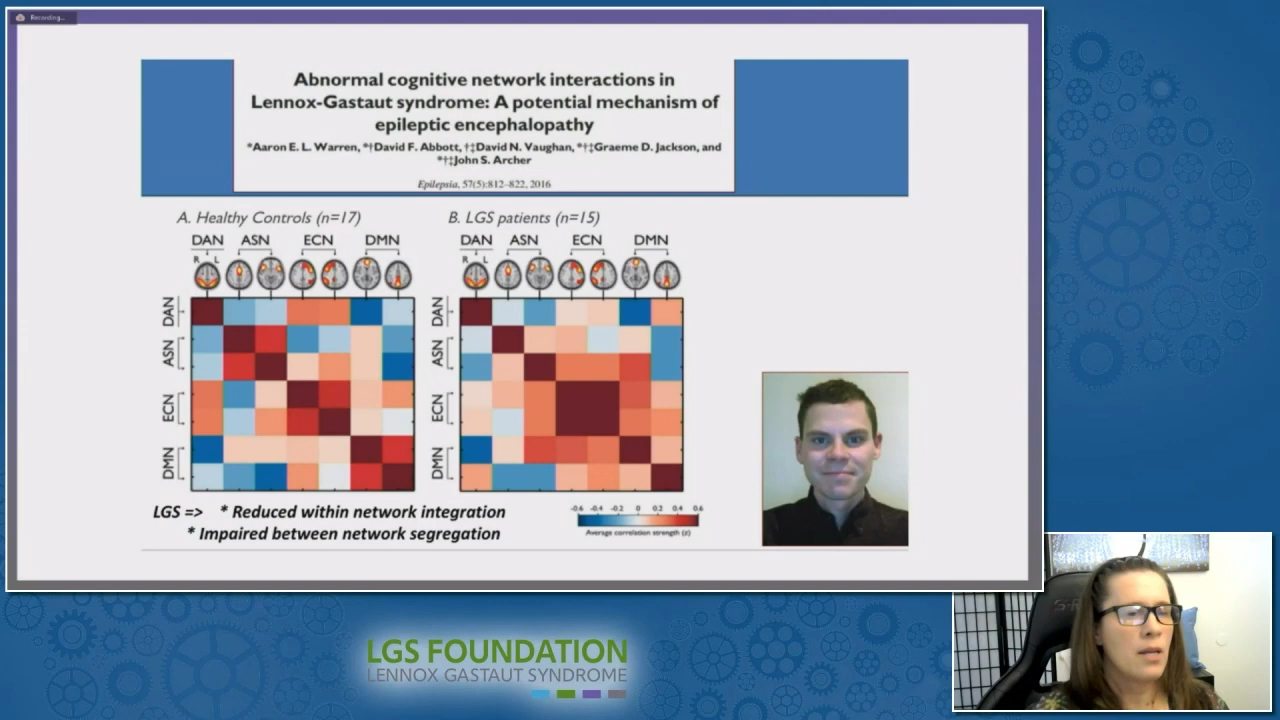 Recording...
Abnormal cognitive network interactions in
Lennox-Gastaut syndrome: A potential mechanism of
epileptic encephalopathy
*Aaron E. L. Warren, *†David F. Abbott, †‡David N. Vaughan, *†‡Graeme D. Jackson, and
*†‡John S. Archer
Epilepsia, 57(5):812–822, 2016
A. Healthy Controls (n=17)
DAN ASN ECN DMN
R L
DAN
ASN
ECN
DMN
B. LGS patients (n=15)
DAN ASN ECN DMN
R L
DAN
ASN
ECN
DMN
LGS => * Reduced within network integration
* Impaired between network segregation
-0.6 -0.4 -0.2 0 0.2 0.4 0.6
Average correlation strength (z)
LGS FOUNDATION
LENNOX GASTAUT SYNDROME